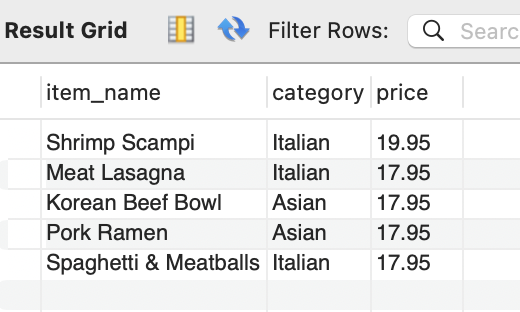 Result Grid Filter Rows: Searc
item_name category price
Shrimp Scampi Italian 19.95
Meat Lasagna Italian 17.95
Korean Beef Bowl Asian 17.95
Pork Ramen Asian 17.95
Spaghetti & Meatballs Italian 17.95